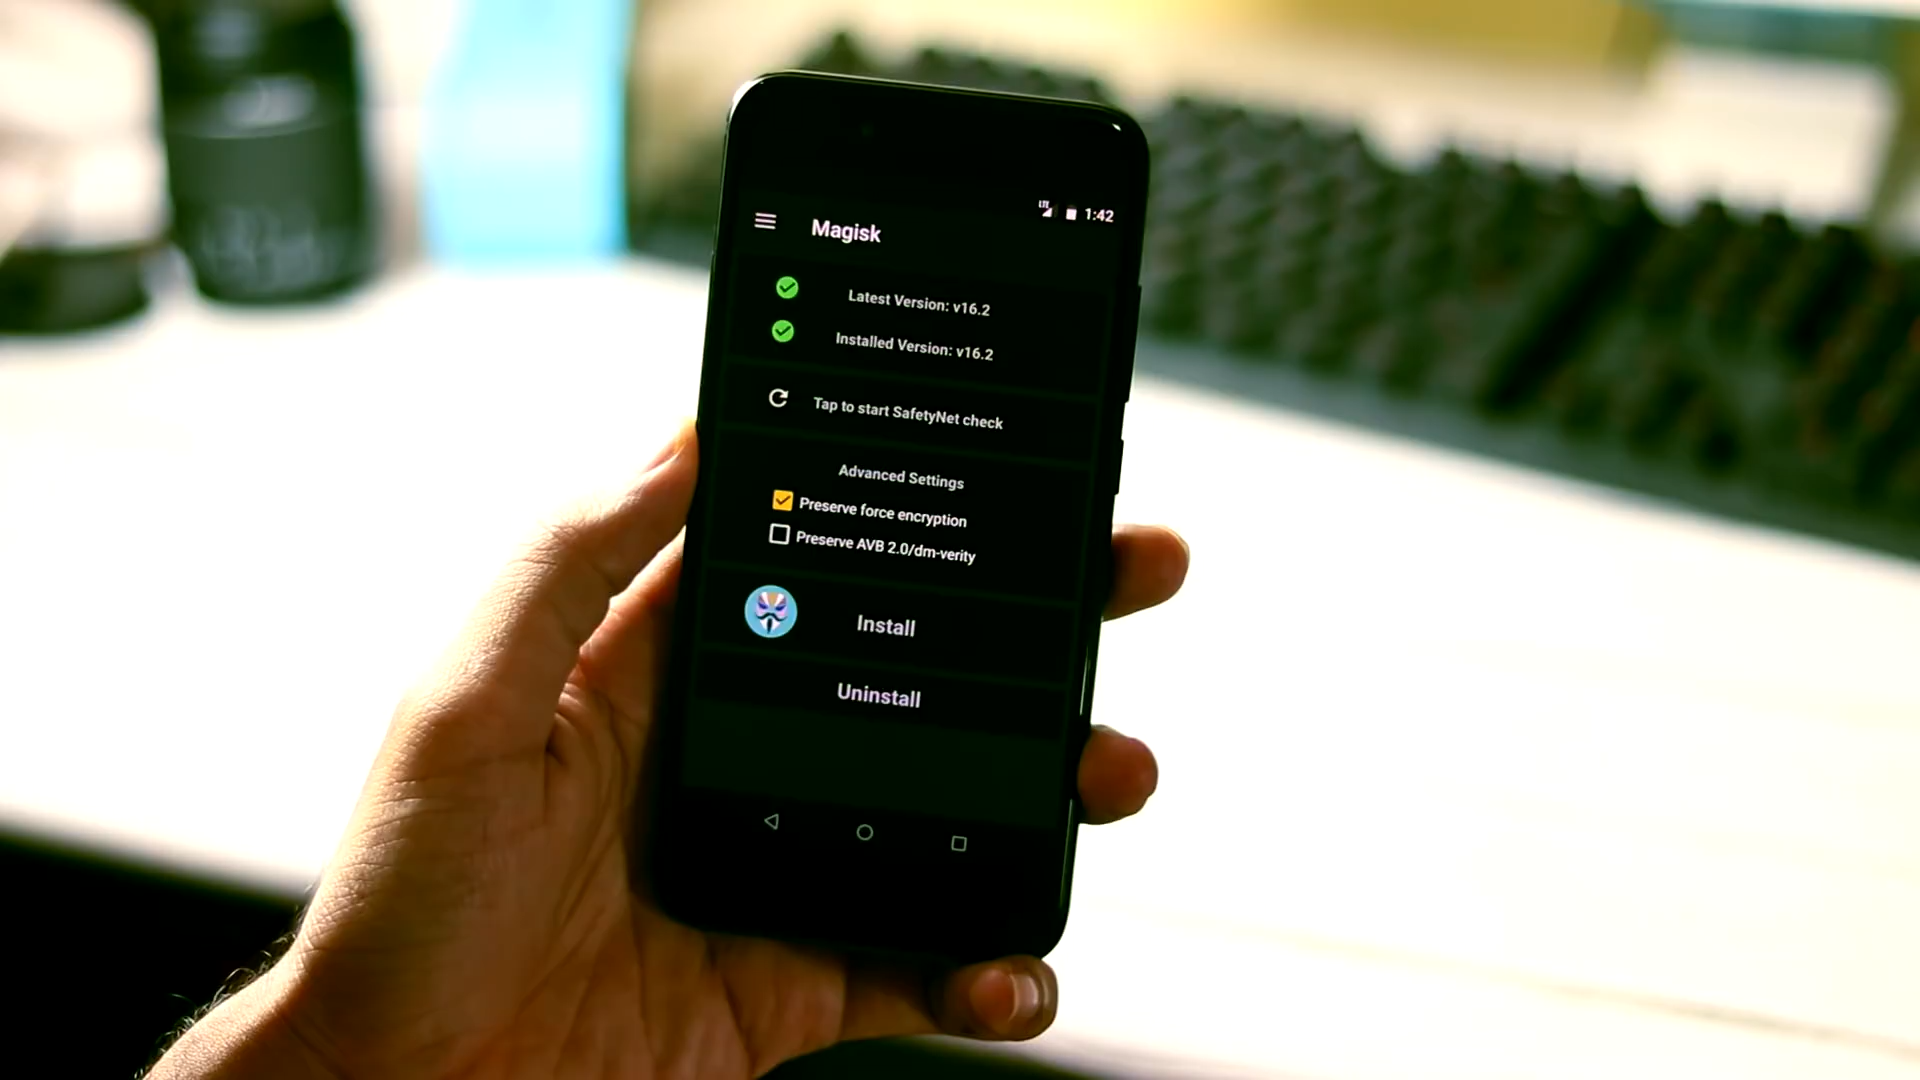 LTE 1:42
Magisk
Latest Version: v16.2
Installed Version: v16.2
Tap to start SafetyNet check
Advanced Settings
Preserve force encryption
Preserve AVB 2.0/dm-verity
Install
Uninstall